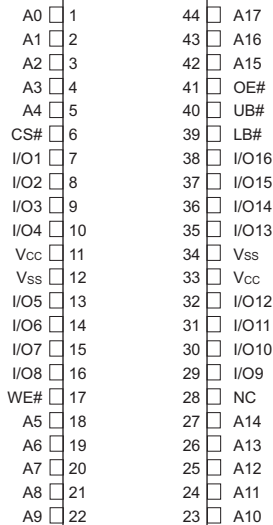 A0 1 44 A17
A1 2 43 A16
A2 3 42 A15
A3 4 41 OE#
A4 5 40 UB#
CS# 6 39 LB#
I/O1 7 38 I/O16
I/O2 8 37 I/O15
I/O3 9 36 I/O14
I/O4 10 35 I/O13
Vcc 11 34 Vss
Vss 12 33 Vcc
I/O5 13 32 I/O12
I/O6 14 31 I/O11
I/O7 15 30 I/O10
I/O8 16 29 I/O9
WE# 17 28 NC
A5 18 27 A14
A6 19 26 A13
A7 20 25 A12
A8 21 24 A11
A9 22 23 A10